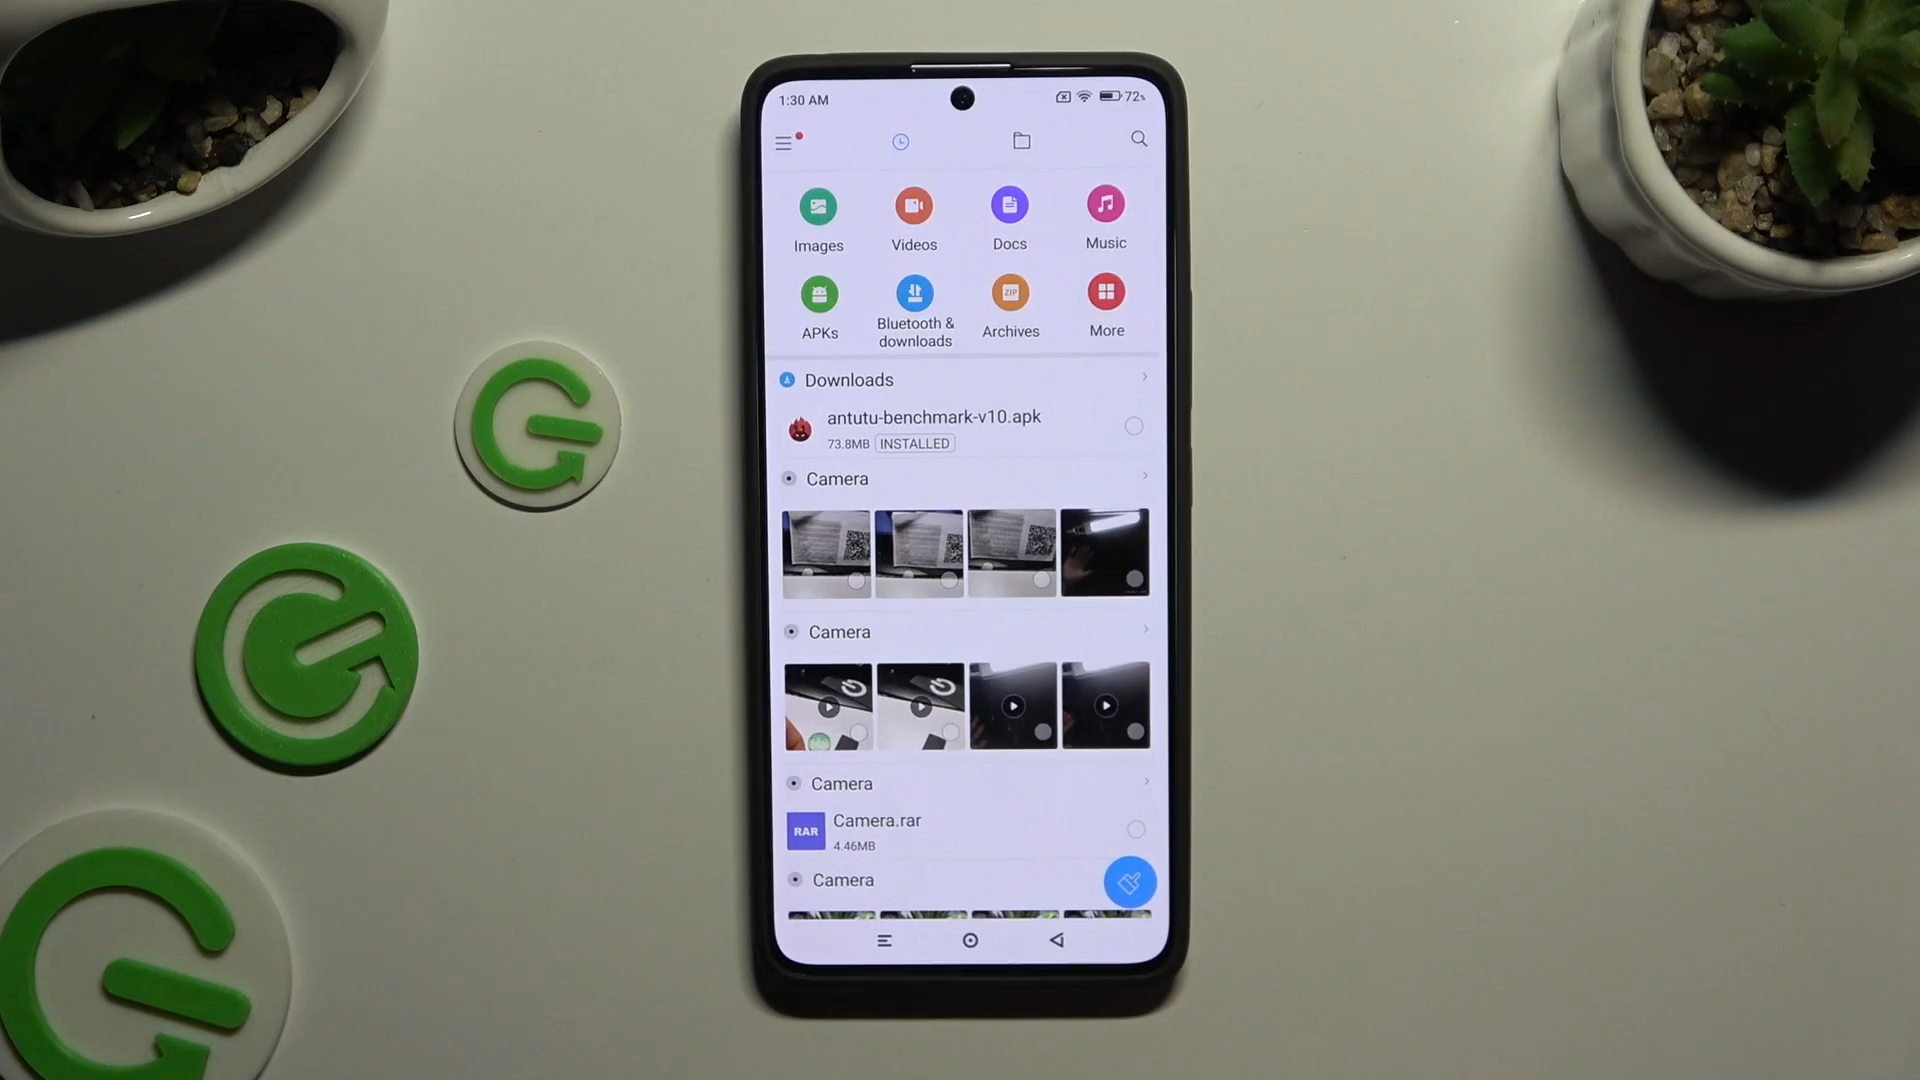 1:30 AM
72%
Images
Videos
Docs
Music
ZIP
APKs
Bluetooth &
downloads
Archives
More
Downloads
antutu-benchmark-v10.apk
73.8MB INSTALLED
Camera
Camera
Camera
RAR
Camera.rar
4.46MB
Camera